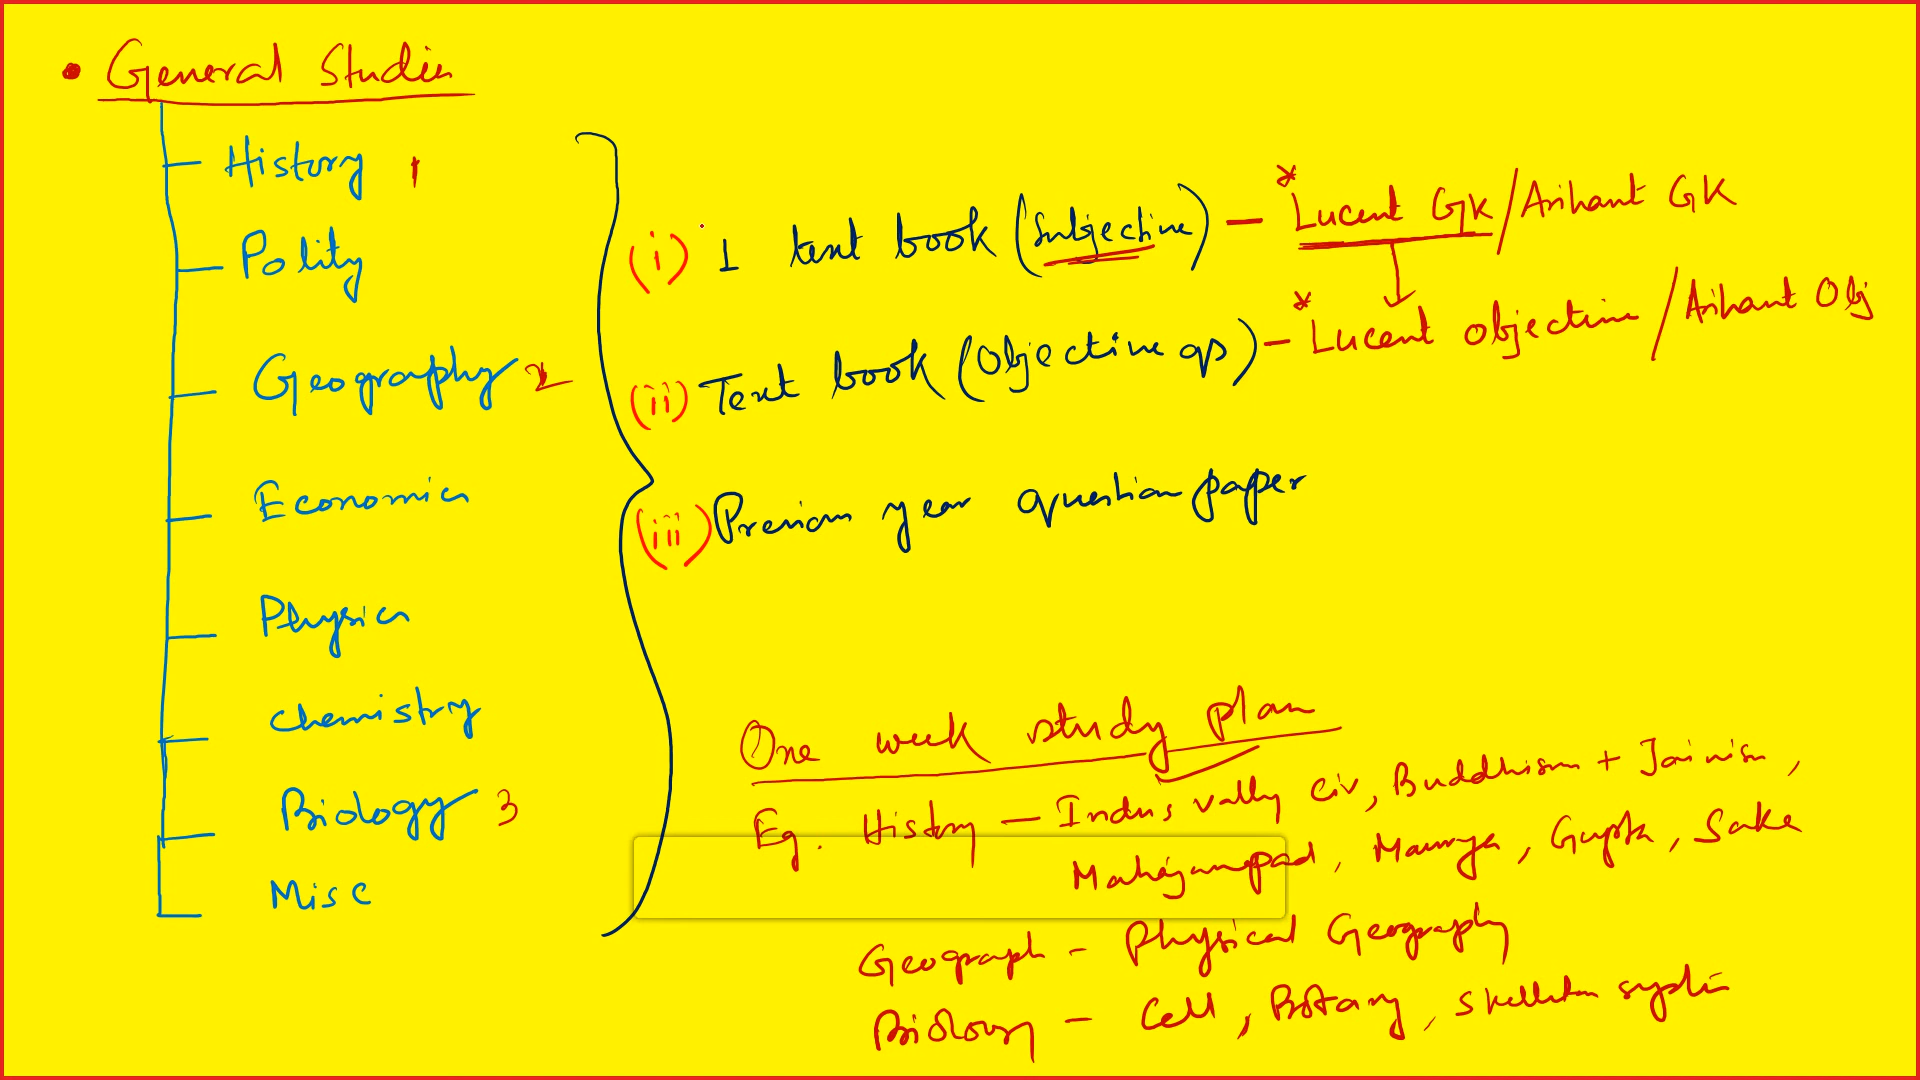 • General Studies
History 1
Polity
Geography 2
Economics
Physics
Chemistry
Biology 3
Misc
(i) 1 text book (Subjective) - * Lucent GK / Arihant GK
(ii) Text book (Objective qs) - * Lucent objective / Arihant Obj
(iii) Previous year question paper
One week study plan
Eg. History - Indus vally civ, Buddhism + Jainism,
Mahajanapad, Maurya, Gupta, Saka
Geograph - Physical Geography
Biology - Cell, Botany, skelleton system